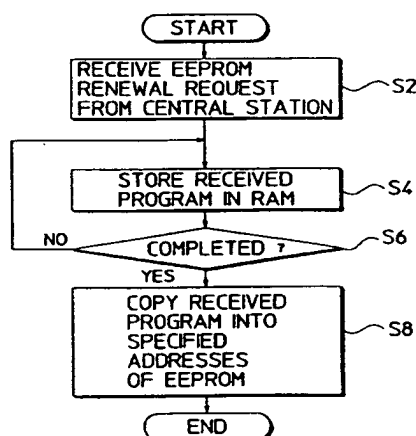 START
RECEIVE EEPROM
RENEWAL REQUEST
FROM CENTRAL STATION
S2
STORE RECEIVED
PROGRAM IN RAM
S4
NO
COMPLETED ?
S6
YES
COPY RECEIVED
PROGRAM INTO
SPECIFIED
ADDRESSES
OF EEPROM
S8
END